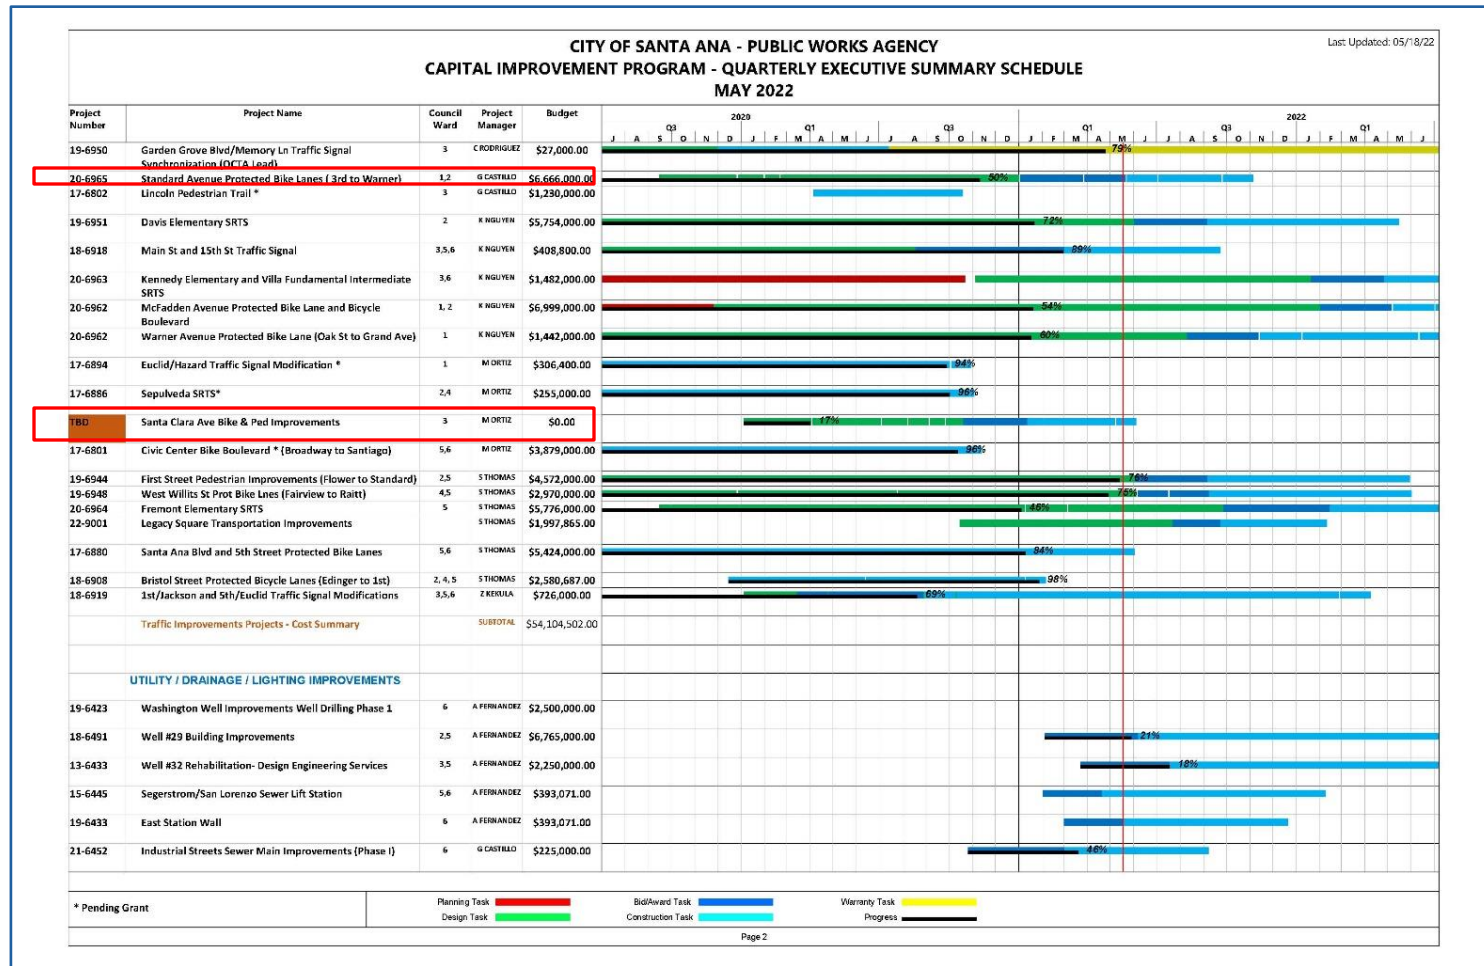 CITY OF SANTA ANA - PUBLIC WORKS AGENCY
Last Updated: 05/18/22
CAPITAL IMPROVEMENT PROGRAM - QUARTERLY EXECUTIVE SUMMARY SCHEDULE
MAY 2022
Project Number Project Name Council Ward Project Manager Budget
2020 2022
Q3 Q1 Q3 Q1 Q3 Q1
J A S O N D J F M A M J J A S O N D J F M A M J J A S O N D J F M A M J
19-6950 Garden Grove Blvd/Memory Ln Traffic Signal Synchronization (OCTA Lead) 3 C RODRIGUEZ $27,000.00 79%
20-6965 Standard Avenue Protected Bike Lanes ( 3rd to Warner) 1,2 G CASTILLO $6,666,000.00 50%
17-6802 Lincoln Pedestrian Trail * 3 G CASTILLO $1,230,000.00
19-6951 Davis Elementary SRTS 2 K NGUYEN $5,754,000.00 72%
18-6918 Main St and 15th St Traffic Signal 3,5,6 K NGUYEN $408,800.00 89%
20-6963 Kennedy Elementary and Villa Fundamental Intermediate SRTS 3,6 K NGUYEN $1,482,000.00
20-6962 McFadden Avenue Protected Bike Lane and Bicycle Boulevard 1, 2 K NGUYEN $6,999,000.00 54%
20-6962 Warner Avenue Protected Bike Lane (Oak St to Grand Ave) 1 K NGUYEN $1,442,000.00 60%
17-6894 Euclid/Hazard Traffic Signal Modification * 1 M ORTIZ $306,400.00 94%
17-6886 Sepulveda SRTS* 2,4 M ORTIZ $255,000.00 96%
TBD Santa Clara Ave Bike & Ped Improvements 3 M ORTIZ $0.00 17%
17-6801 Civic Center Bike Boulevard * (Broadway to Santiago) 5,6 M ORTIZ $3,879,000.00 96%
19-6944 First Street Pedestrian Improvements (Flower to Standard) 2,5 S THOMAS $4,572,000.00 76%
19-6948 West Willits St Prot Bike Lnes (Fairview to Raitt) 4,5 S THOMAS $2,970,000.00 75%
20-6964 Fremont Elementary SRTS 5 S THOMAS $5,776,000.00 46%
22-9001 Legacy Square Transportation Improvements S THOMAS $1,997,865.00
17-6880 Santa Ana Blvd and 5th Street Protected Bike Lanes 5,6 S THOMAS $5,424,000.00 84%
18-6908 Bristol Street Protected Bicycle Lanes (Edinger to 1st) 2, 4, 5 S THOMAS $2,580,687.00 98%
18-6919 1st/Jackson and 5th/Euclid Traffic Signal Modifications 3,5,6 Z KEKULA $726,000.00 69%
Traffic Improvements Projects - Cost Summary SUBTOTAL $54,104,502.00
UTILITY / DRAINAGE / LIGHTING IMPROVEMENTS
19-6423 Washington Well Improvements Well Drilling Phase 1 6 A FERNANDEZ $2,500,000.00
18-6491 Well #29 Building Improvements 2,5 A FERNANDEZ $6,765,000.00 21%
13-6433 Well #32 Rehabilitation- Design Engineering Services 3,5 A FERNANDEZ $2,250,000.00 18%
15-6445 Segerstrom/San Lorenzo Sewer Lift Station 5,6 A FERNANDEZ $393,071.00
19-6433 East Station Wall 6 A FERNANDEZ $393,071.00
21-6452 Industrial Streets Sewer Main Improvements (Phase I) 6 G CASTILLO $225,000.00 46%
* Pending Grant
Planning Task Bid/Award Task Warranty Task
Design Task Construction Task Progress
Page 2